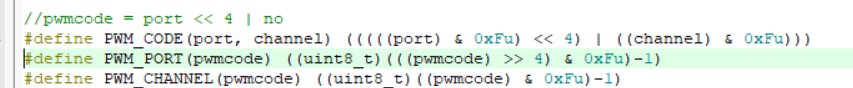 //pwmcode = port << 4 | no
#define PWM_CODE(port, channel) (((((port) & 0xFu) << 4) | ((channel) & 0xFu)))
#define PWM_PORT(pwmcode) ((uint8_t)(((pwmcode) >> 4) & 0xFu)-1)
#define PWM_CHANNEL(pwmcode) ((uint8_t)((pwmcode) & 0xFu)-1)